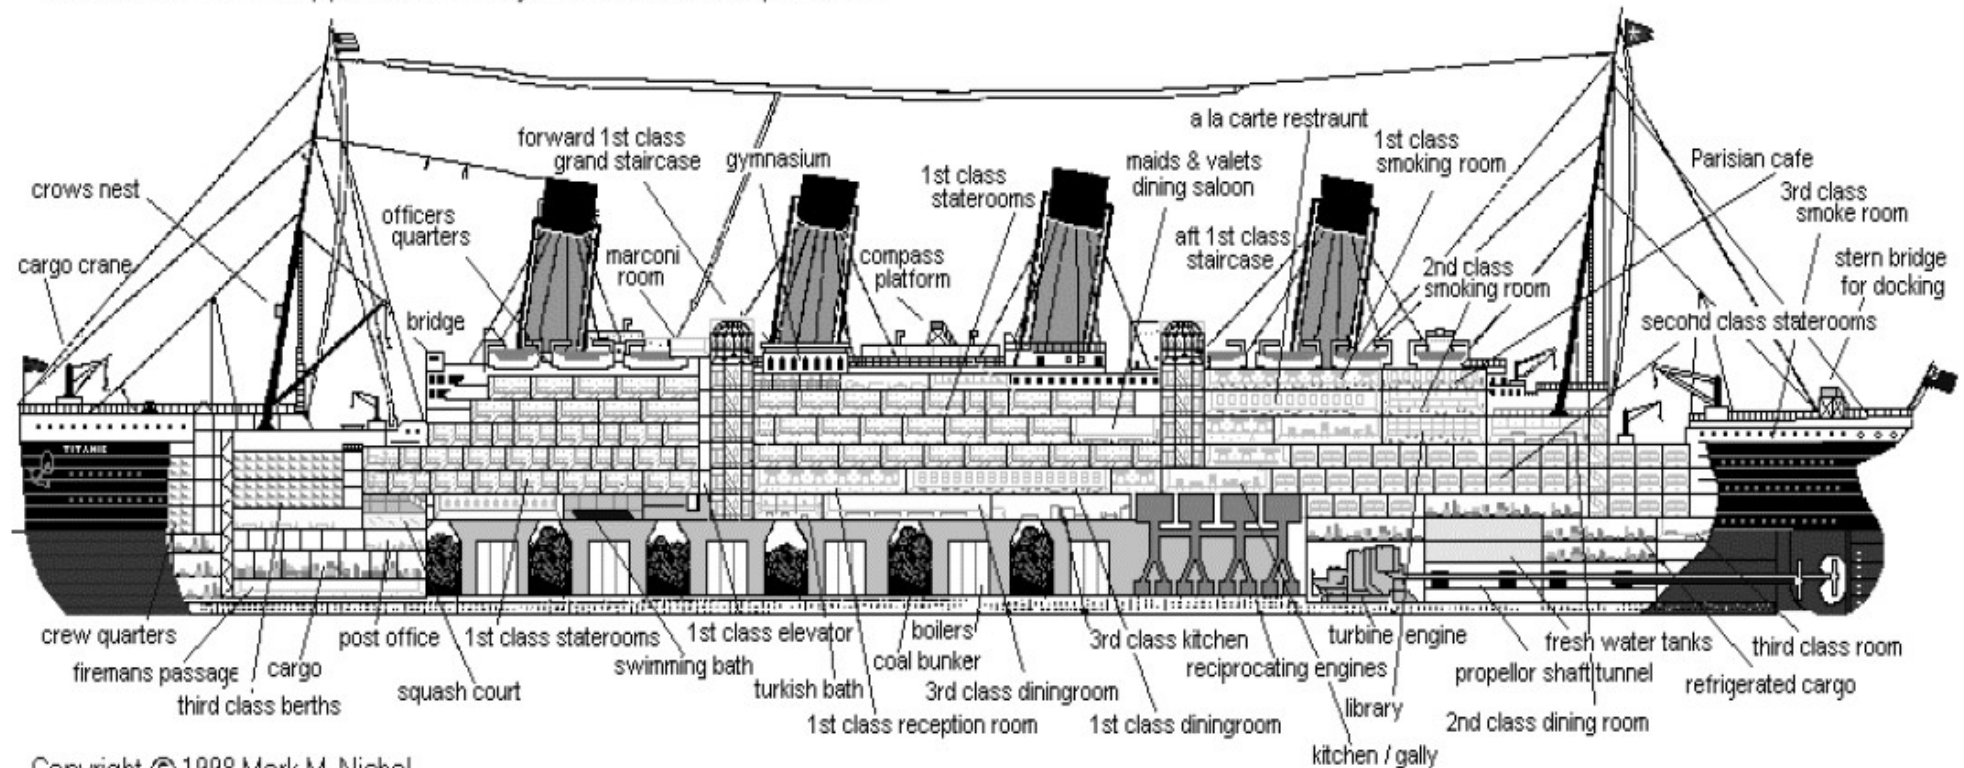 a la carte restraunt
forward 1st class
grand staircase
gymnasium
1st class
smoking room
maids & valets
dining saloon
Parisian cafe
1st class
staterooms
crows nest
3rd class
smoke room
officers
quarters
marconi
room
compass
platform
aft 1st class
staircase
2nd class
smoking room
stern bridge
for docking
cargo crane
bridge
second class staterooms
TITANIC
crew quarters
post office
1st class staterooms
1st class elevator
boilers
3rd class kitchen
turbine engine
fresh water tanks
third class room
firemans passage
cargo
swimming bath
coal bunker
reciprocating engines
propellor shaft tunnel
refrigerated cargo
third class berths
squash court
turkish bath
3rd class diningroom
library
1st class reception room
1st class diningroom
2nd class dining room
kitchen / gally
Copyright © 1998 Mark M. Nichol